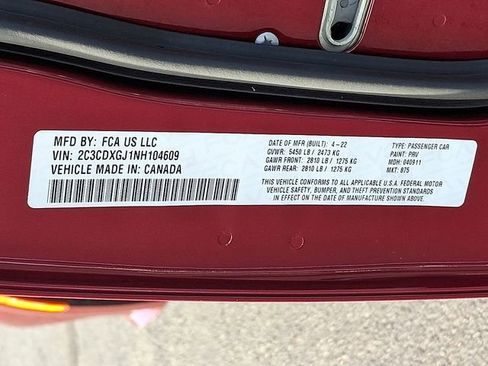 MFD BY: FCA US LLC
VIN: 2C3CDXGJ1NH104609
VEHICLE MADE IN: CANADA
DATE OF MFR (BUILT): 4-22
GVWR: 5450 LB / 2473 KG
GAWR FRONT: 2810 LB / 1275 KG
GAWR REAR: 2810 LB / 1275 KG
TYPE: PASSENGER CAR
PAINT: PRV
MDH: 040911
MKT: 875
THIS VEHICLE CONFORMS TO ALL APPLICABLE U.S.A. FEDERAL MOTOR
VEHICLE SAFETY, BUMPER, AND THEFT PREVENTION STANDARDS
IN EFFECT ON THE DATE OF MANUFACTURE SHOWN ABOVE.